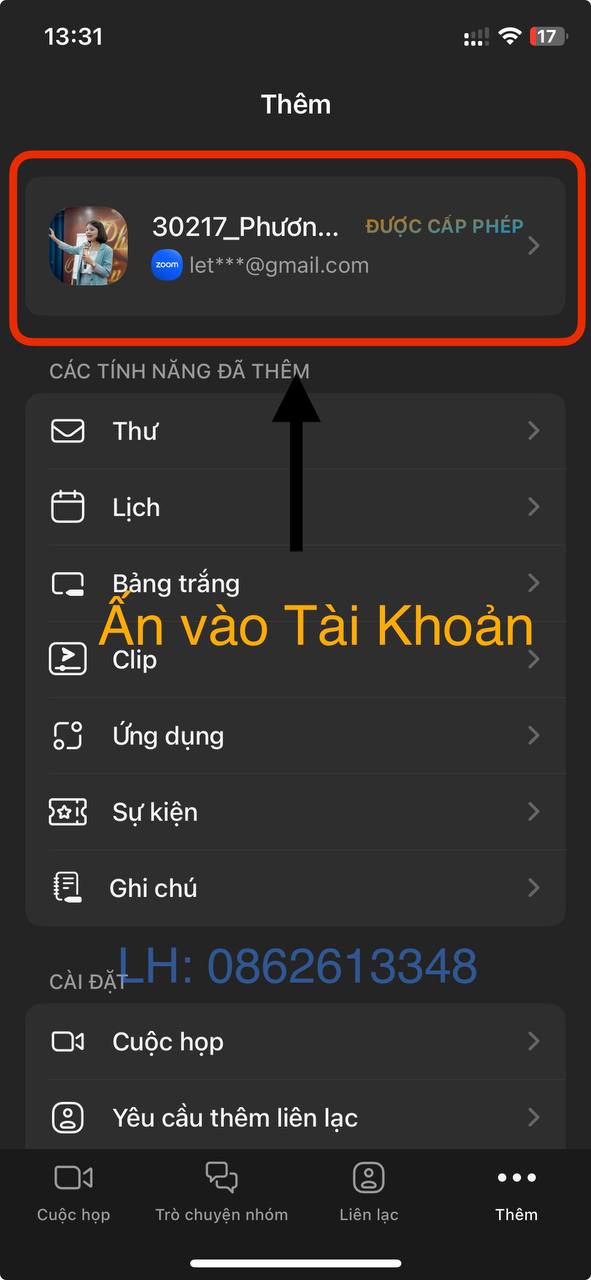 13:31
17
Thêm
30217_Phươn...
ĐƯỢC CẤP PHÉP
zoom
let***@gmail.com
CÁC TÍNH NĂNG ĐÃ THÊM
Thư
Lịch
Bảng trắng
Ấn vào Tài Khoản
Clip
Ứng dụng
Sự kiện
Ghi chú
LH: 0862613348
CÀI ĐẶT
Cuộc họp
Yêu cầu thêm liên lạc
Cuộc họp
Trò chuyện nhóm
Liên lạc
Thêm